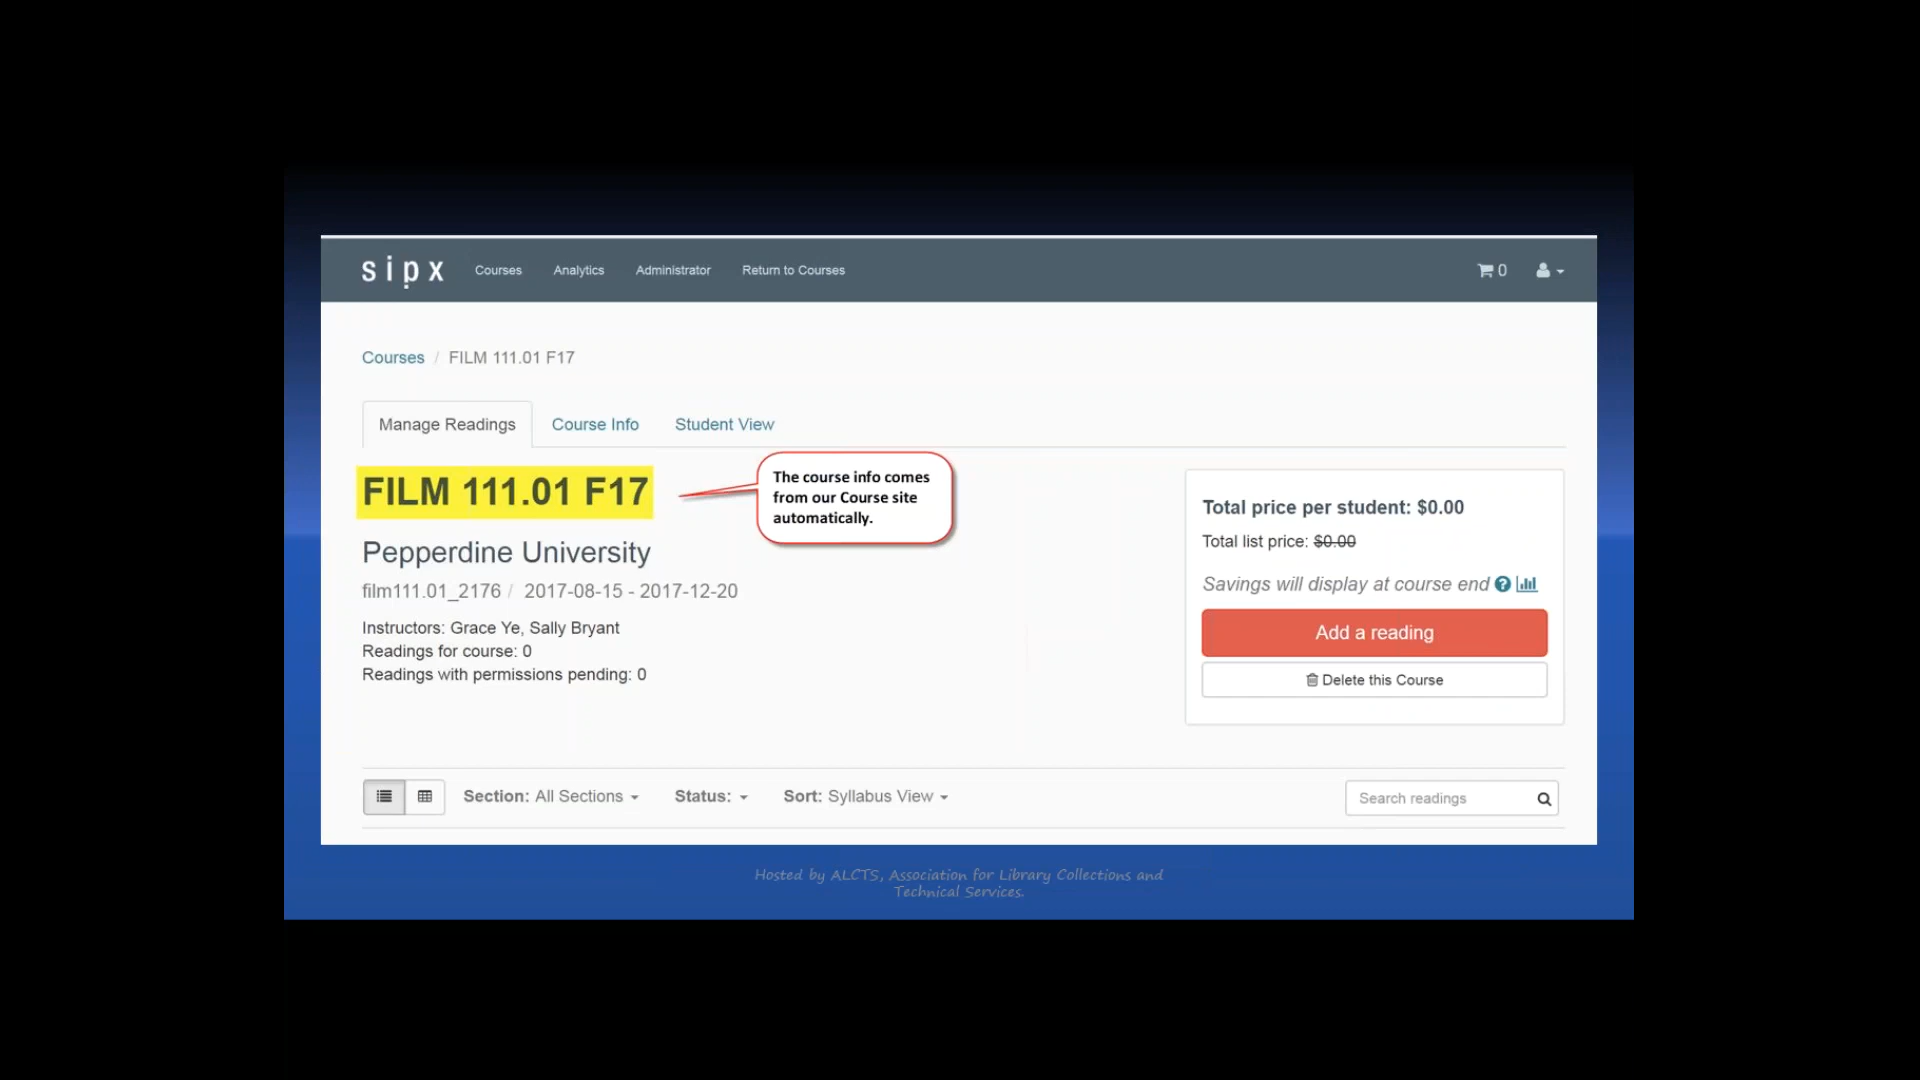 sipx Courses Analytics Administrator Return to Courses 0
Courses / FILM 111.01 F17
Manage Readings Course Info Student View
FILM 111.01 F17
The course info comes
from our Course site
automatically.
Pepperdine University
film111.01_2176 / 2017-08-15 - 2017-12-20
Instructors: Grace Ye, Sally Bryant
Readings for course: 0
Readings with permissions pending: 0
Total price per student: $0.00
Total list price: $0.00
Savings will display at course end ?
Add a reading
Delete this Course
Section: All Sections Status: Sort: Syllabus View Search readings
Hosted by ALCTS, Association for Library Collections and
Technical Services.